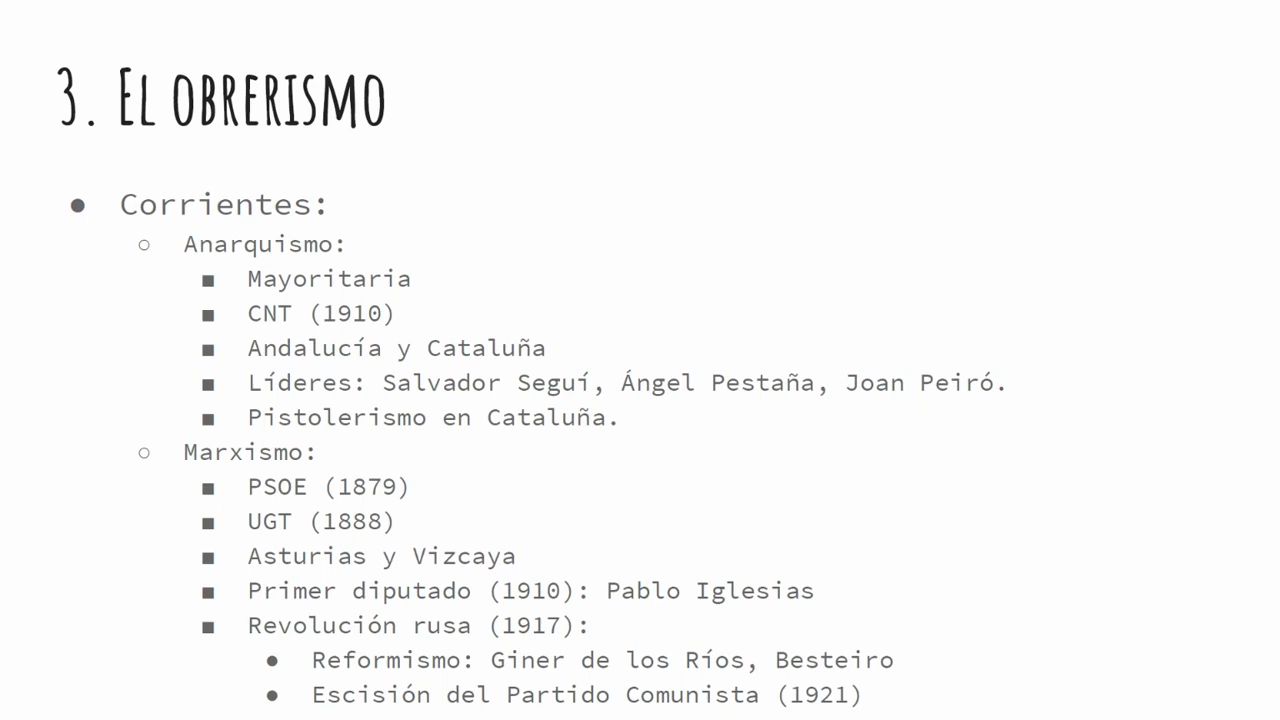 3. El obrerismo
● Corrientes:
○ Anarquismo:
■ Mayoritaria
■ CNT (1910)
■ Andalucía y Cataluña
■ Líderes: Salvador Seguí, Ángel Pestaña, Joan Peiró.
■ Pistolerismo en Cataluña.
○ Marxismo:
■ PSOE (1879)
■ UGT (1888)
■ Asturias y Vizcaya
■ Primer diputado (1910): Pablo Iglesias
■ Revolución rusa (1917):
● Reformismo: Giner de los Ríos, Besteiro
● Escisión del Partido Comunista (1921)